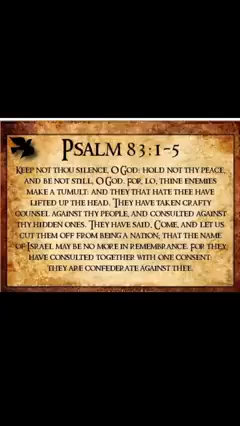 PSALM 83:1-5
KEEP NOT THOU SILENCE, O GOD: HOLD NOT THY PEACE,
AND BE NOT STILL, O GOD. FOR, LO, THINE ENEMIES
MAKE A TUMULT: AND THEY THAT HATE THEE HAVE
LIFTED UP THE HEAD. THEY HAVE TAKEN CRAFTY
COUNSEL AGAINST THY PEOPLE, AND CONSULTED AGAINST
THY HIDDEN ONES. THEY HAVE SAID, COME, AND LET US
CUT THEM OFF FROM BEING A NATION; THAT THE NAME
OF ISRAEL MAY BE NO MORE IN REMEMBRANCE. FOR THEY
HAVE CONSULTED TOGETHER WITH ONE CONSENT:
THEY ARE CONFEDERATE AGAINST THEE.